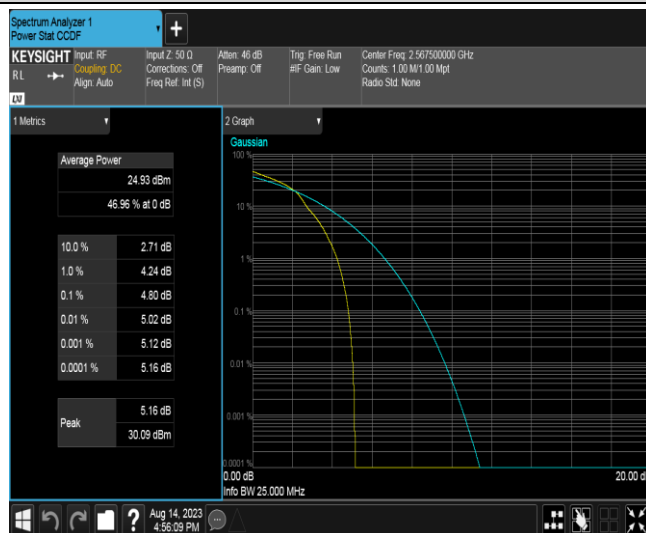 Spectrum Analyzer 1
Power Stat CCDF
+
KEYSIGHT
RL
LXI
Input: RF
Coupling: DC
Align: Auto
Input Z: 50 Ω
Corrections: Off
Freq Ref: Int (S)
Atten: 46 dB
Preamp: Off
Trig: Free Run
#IF Gain: Low
Center Freq: 2.567500000 GHz
Counts: 1.00 M/1.00 Mpt
Radio Std: None
1 Metrics
Average Power
24.93 dBm
46.96 % at 0 dB
10.0 % 2.71 dB
1.0 % 4.24 dB
0.1 % 4.80 dB
0.01 % 5.02 dB
0.001 % 5.12 dB
0.0001 % 5.16 dB
Peak
5.16 dB
30.09 dBm
2 Graph
Gaussian
100 %
10 %
1 %
0.1 %
0.01 %
0.001 %
0.0001 %
0.00 dB
20.00 d
Info BW 25.000 MHz
?
Aug 14, 2023
4:56:09 PM